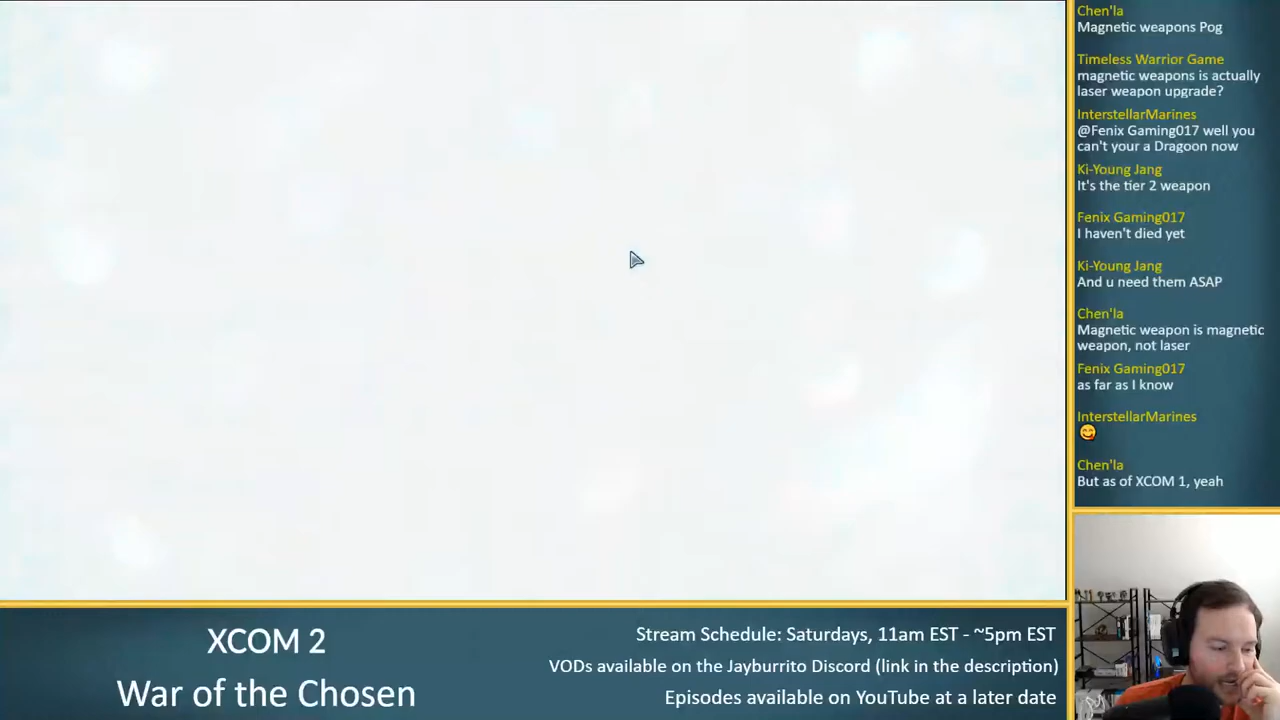 Chen'la
Magnetic weapons Pog
Timeless Warrior Game
magnetic weapons is actually
laser weapon upgrade?
InterstellarMarines
@Fenix Gaming017 well you
can't your a Dragoon now
Ki-Young Jang
It's the tier 2 weapon
Fenix Gaming017
I haven't died yet
Ki-Young Jang
And u need them ASAP
Chen'la
Magnetic weapon is magnetic
weapon, not laser
Fenix Gaming017
as far as I know
InterstellarMarines
Chen'la
But as of XCOM 1, yeah
XCOM 2
War of the Chosen
Stream Schedule: Saturdays, 11am EST - ~5pm EST
VODs available on the Jayburrito Discord (link in the description)
Episodes available on YouTube at a later date